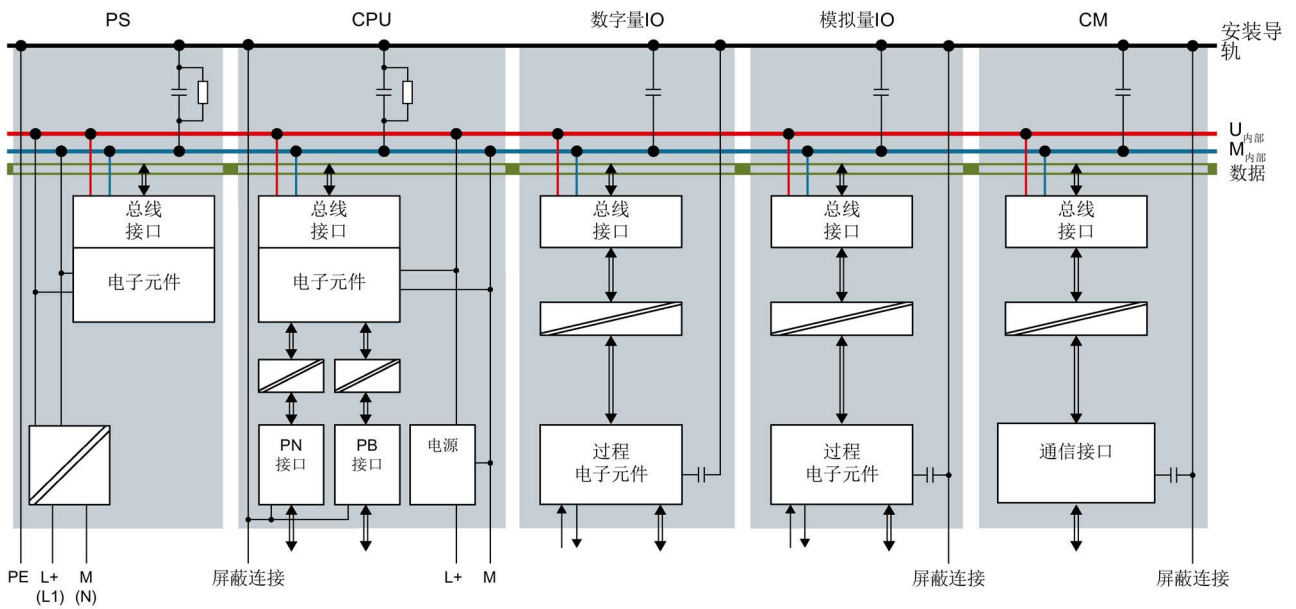 PS
CPU
数字量IO
模拟量IO
CM
安装导
轨
U内部
M内部
数据
总线
接口
电子元件
总线
接口
电子元件
总线
接口
总线
接口
总线
接口
PN
接口
PB
接口
电源
过程
电子元件
过程
电子元件
通信接口
PE
L+
(L1)
M
(N)
屏蔽连接
L+
M
屏蔽连接
屏蔽连接